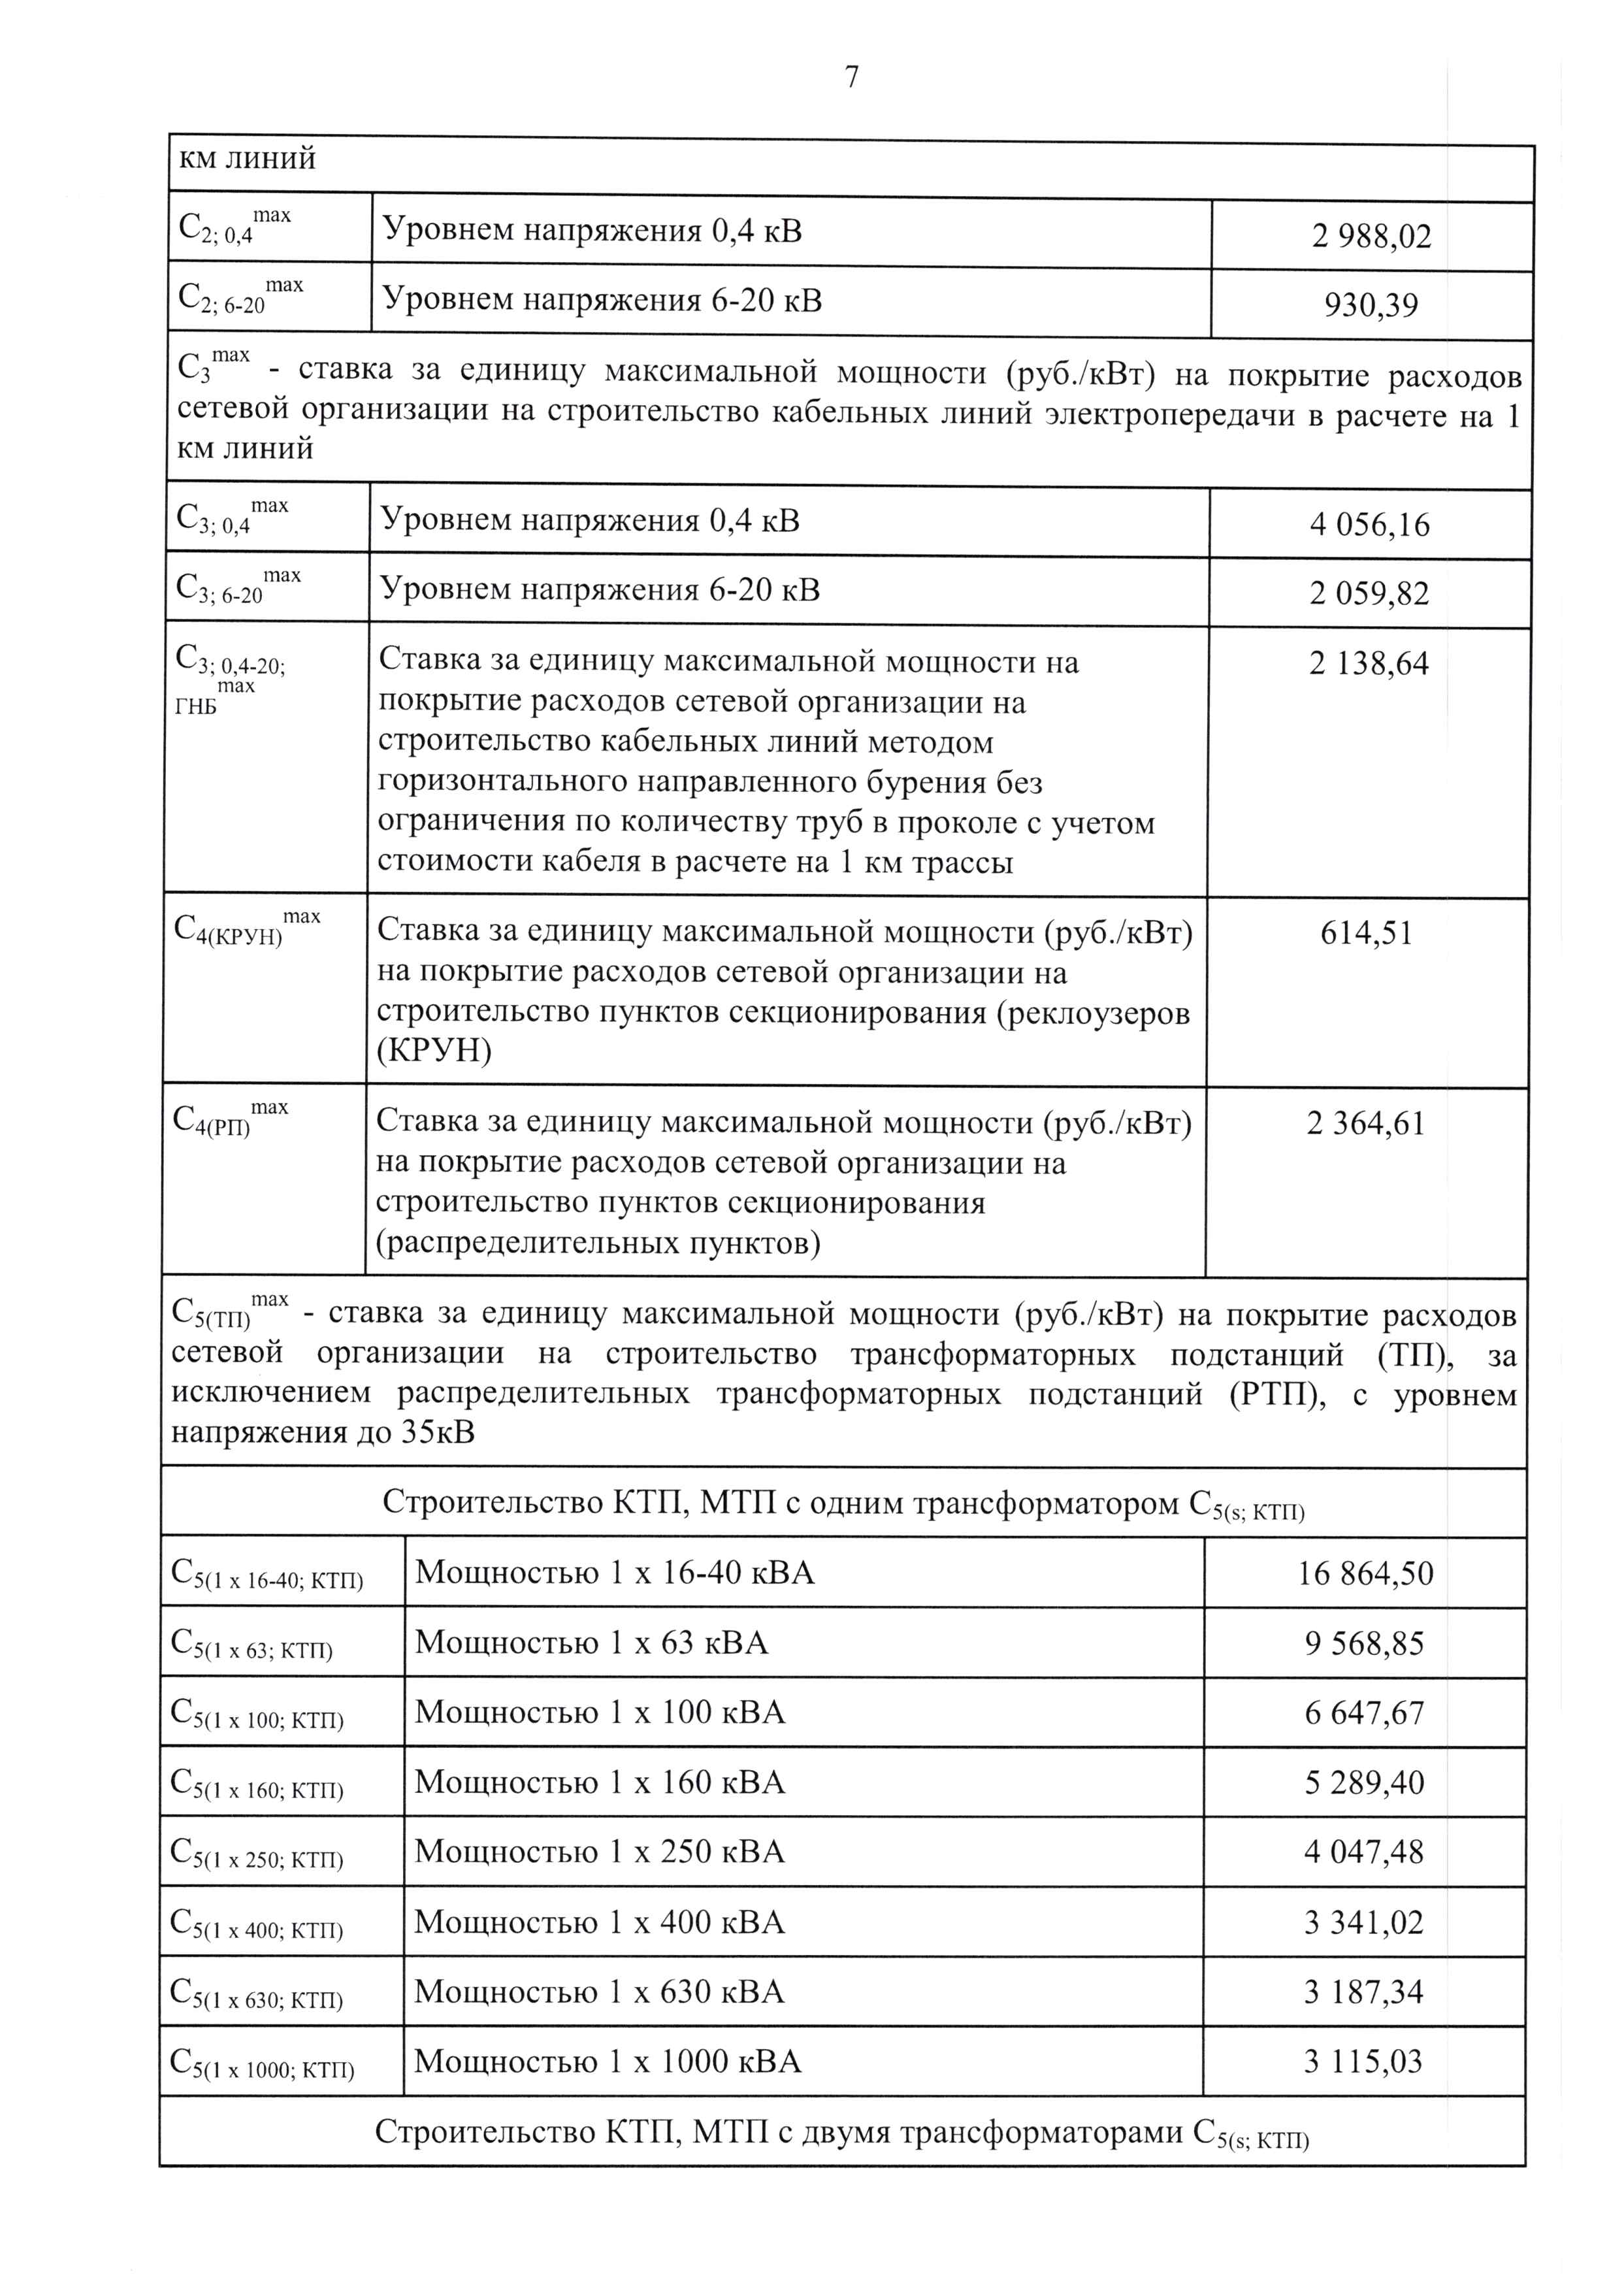 7
км линий
C2; 0,4 max Уровнем напряжения 0,4 кВ 2 988,02
C2; 6-20 max Уровнем напряжения 6-20 кВ 930,39
C3 max - ставка за единицу максимальной мощности (руб./кВт) на покрытие расходов
сетевой организации на строительство кабельных линий электропередачи в расчете на 1
км линий
C3; 0,4 max Уровнем напряжения 0,4 кВ 4 056,16
C3; 6-20 max Уровнем напряжения 6-20 кВ 2 059,82
C3; 0,4-20; Ставка за единицу максимальной мощности на 2 138,64
ГНБ max покрытие расходов сетевой организации на
строительство кабельных линий методом
горизонтального направленного бурения без
ограничения по количеству труб в проколе с учетом
стоимости кабеля в расчете на 1 км трассы
C4(КРУН) max Ставка за единицу максимальной мощности (руб./кВт) 614,51
на покрытие расходов сетевой организации на
строительство пунктов секционирования (реклоузеров
(КРУН)
C4(РП) max Ставка за единицу максимальной мощности (руб./кВт) 2 364,61
на покрытие расходов сетевой организации на
строительство пунктов секционирования
(распределительных пунктов)
C5(ТП) max - ставка за единицу максимальной мощности (руб./кВт) на покрытие расходов
сетевой организации на строительство трансформаторных подстанций (ТП), за
исключением распределительных трансформаторных подстанций (РТП), с уровнем
напряжения до 35кВ
Строительство КТП, МТП с одним трансформатором C5(s; КТП)
C5(1 x 16-40; КТП) Мощностью 1 x 16-40 кВА 16 864,50
C5(1 x 63; КТП) Мощностью 1 x 63 кВА 9 568,85
C5(1 x 100; КТП) Мощностью 1 x 100 кВА 6 647,67
C5(1 x 160; КТП) Мощностью 1 x 160 кВА 5 289,40
C5(1 x 250; КТП) Мощностью 1 x 250 кВА 4 047,48
C5(1 x 400; КТП) Мощностью 1 x 400 кВА 3 341,02
C5(1 x 630; КТП) Мощностью 1 x 630 кВА 3 187,34
C5(1 x 1000; КТП) Мощностью 1 x 1000 кВА 3 115,03
Строительство КТП, МТП с двумя трансформаторами C5(s; КТП)